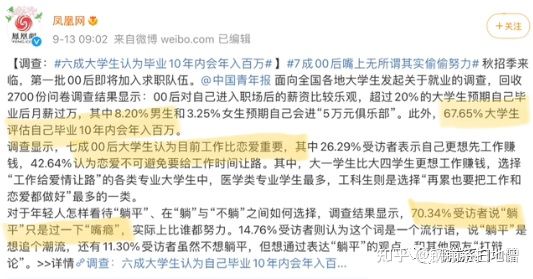 凤凰网
9-13 09:02 来自微博 weibo.com 已编辑
+关注
【调查：#六成大学生认为毕业10年内会年入百万# #7成00后嘴上无所谓其实偷偷努力】秋招季来
临，第一批00后即将加入求职队伍。@中国青年报 面向全国各地大学生发起关于就业的调查，回收
2700份问卷调查结果显示：00后对自己进入职场后的薪资比较乐观，超过20%的大学生预期自己毕
业后月薪过万，其中8.20%男生和3.25%女生预期自己会进“5万元俱乐部”。此外，67.65%大学生
评估自己毕业10年内会年入百万。
调查显示，七成00后大学生认为目前工作比恋爱重要，其中26.29%受访者表示自己更想先工作赚
钱，42.64%认为恋爱不可避免要给工作时间让路。其中，大一学生比大四学生更想赚钱，选择
“工作给爱情让路”的各类专业大学生中，医学类专业学生最多，工科生则是选择“再累也要把工作和
恋爱都做好”最多的一类。
对于年轻人怎样看待“躺平”、在“躺”与“不躺”之间如何选择，调查结果显示，70.34%受访者说“躺
平”只是过一下“嘴瘾”，实际上比谁都努力。14.76%受访者则认为这个词是一个流行语，说“躺平”是
想追个潮流，还有11.30%受访者虽然不想躺平，但想通过表达“躺平”的观点，和其他网友“打辩
论”。>>详情 调查：六成大学生认为毕业10年内会年入百万
知乎